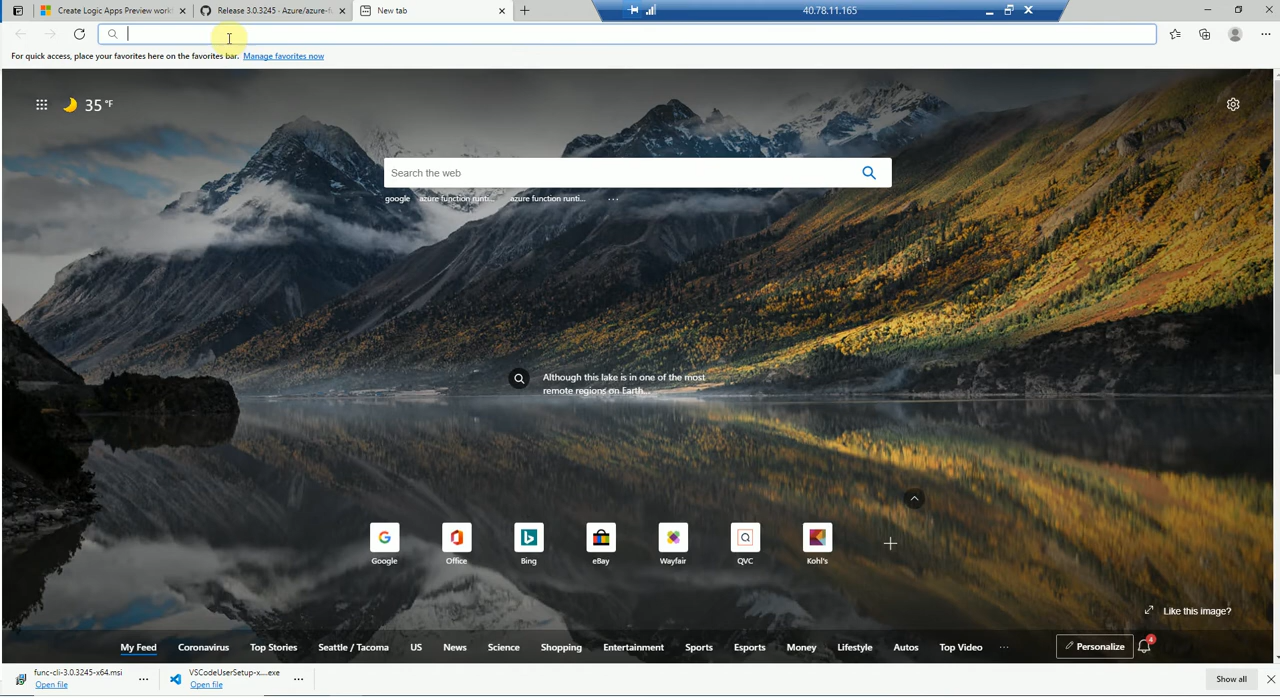 Create Logic Apps Preview work
Release 3.0.3245 - Azure/azure-fu
New tab
40.78.11.165
For quick access, place your favorites here on the favorites bar. Manage favorites now
35 °F
Search the web
google
azure function runti...
azure function runti...
Although this lake is in one of the most
remote regions on Earth...
Google
Office
Bing
eBay
Wayfair
QVC
Kohl's
Like this image?
My Feed
Coronavirus
Top Stories
Seattle / Tacoma
US
News
Science
Shopping
Entertainment
Sports
Esports
Money
Lifestyle
Autos
Top Video
...
Personalize
4
func-cli-3.0.3245-x64.msi
Open file
VSCodeUserSetup-x....exe
Open file
Show all